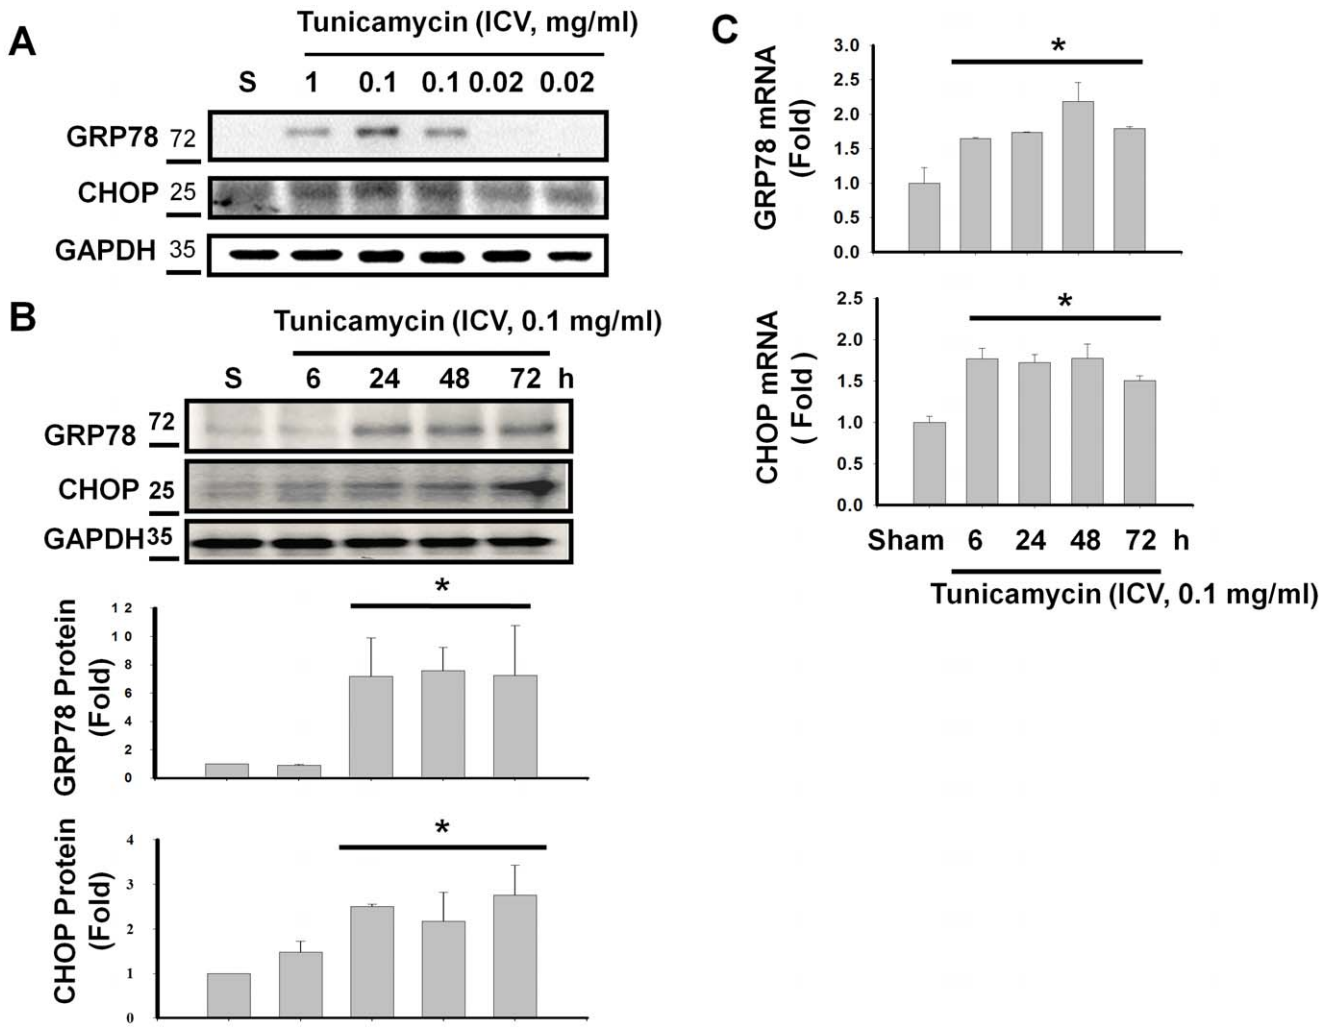 A
Tunicamycin (ICV, mg/ml)
S 1 0.1 0.1 0.02 0.02
GRP78 72
CHOP 25
GAPDH 35
B
Tunicamycin (ICV, 0.1 mg/ml)
S 6 24 48 72 h
GRP78 72
CHOP 25
GAPDH 35
*
GRP78 Protein
(Fold)
12
10
8
6
4
2
0
*
CHOP Protein
(Fold)
4
3
2
1
0
C
*
GRP78 mRNA
(Fold)
3.0
2.5
2.0
1.5
1.0
0.5
0.0
*
CHOP mRNA
( Fold )
2.5
2.0
1.5
1.0
0.5
0.0
Sham 6 24 48 72 h
Tunicamycin (ICV, 0.1 mg/ml)